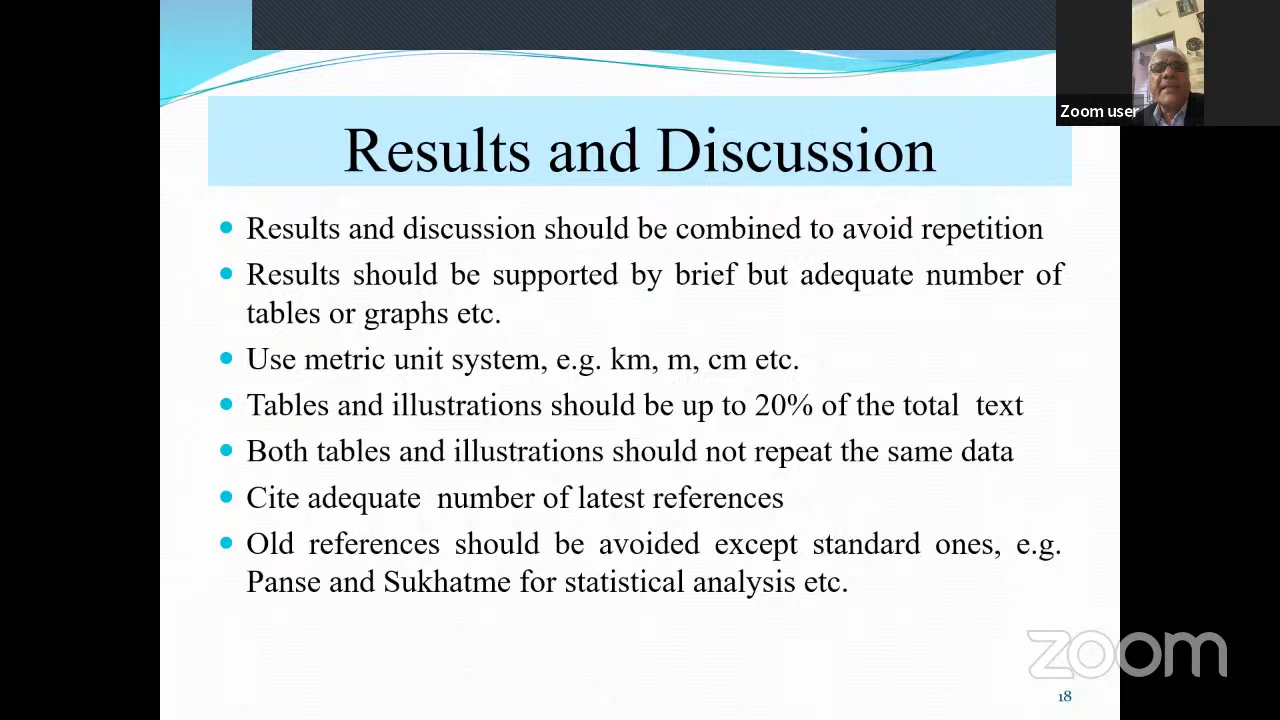 Zoom user
Results and Discussion
Results and discussion should be combined to avoid repetition
Results should be supported by brief but adequate number of
tables or graphs etc.
Use metric unit system, e.g. km, m, cm etc.
Tables and illustrations should be up to 20% of the total text
Both tables and illustrations should not repeat the same data
Cite adequate number of latest references
Old references should be avoided except standard ones, e.g.
Panse and Sukhatme for statistical analysis etc.
zoom
18